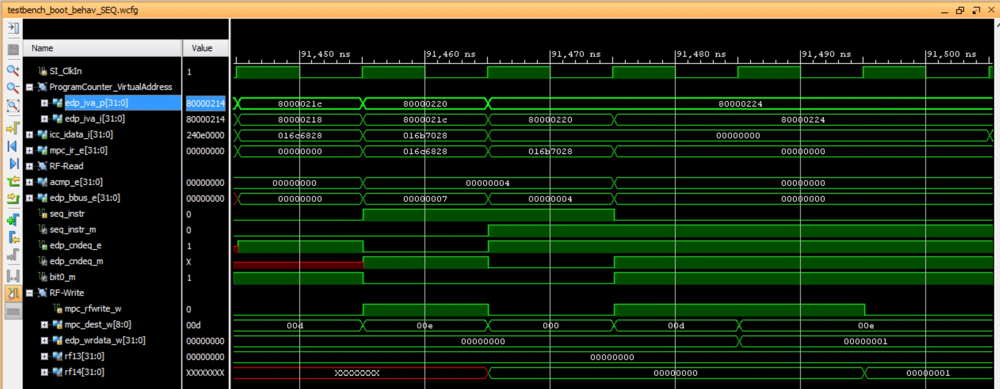 testbench_boot_behav_SEQ.wcfg
Name Value 91,450 ns 91,460 ns 91,470 ns 91,480 ns 91,490 ns 91,500 ns
SI_ClkIn 1
ProgramCounter_VirtualAddress
edp_iva_p[31:0] 80000214 8000021c 80000220 80000224
edp_iva_i[31:0] 80000214 80000218 8000021c 80000220 80000224
icc_idata_i[31:0] 240e0000 016c6828 016b7028 00000000
mpc_ir_e[31:0] 00000000 00000000 016c6828 016b7028 00000000
RF-Read
acmp_e[31:0] 00000000 00000000 00000004 00000000
edp_bbus_e[31:0] 00000000 00000000 00000007 00000004 00000000
seq_instr 0
seq_instr_m 0
edp_cndeq_e 1
edp_cndeq_m X
bit0_m 1
RF-Write
mpc_rfwrite_w 0
mpc_dest_w[8:0] 00d 00d 00e 000 00d 00e
edp_wrdata_w[31:0] 00000000 00000000 00000001
rf13[31:0] 00000000 00000000
rf14[31:0] XXXXXXXX XXXXXXXX 00000000 00000001